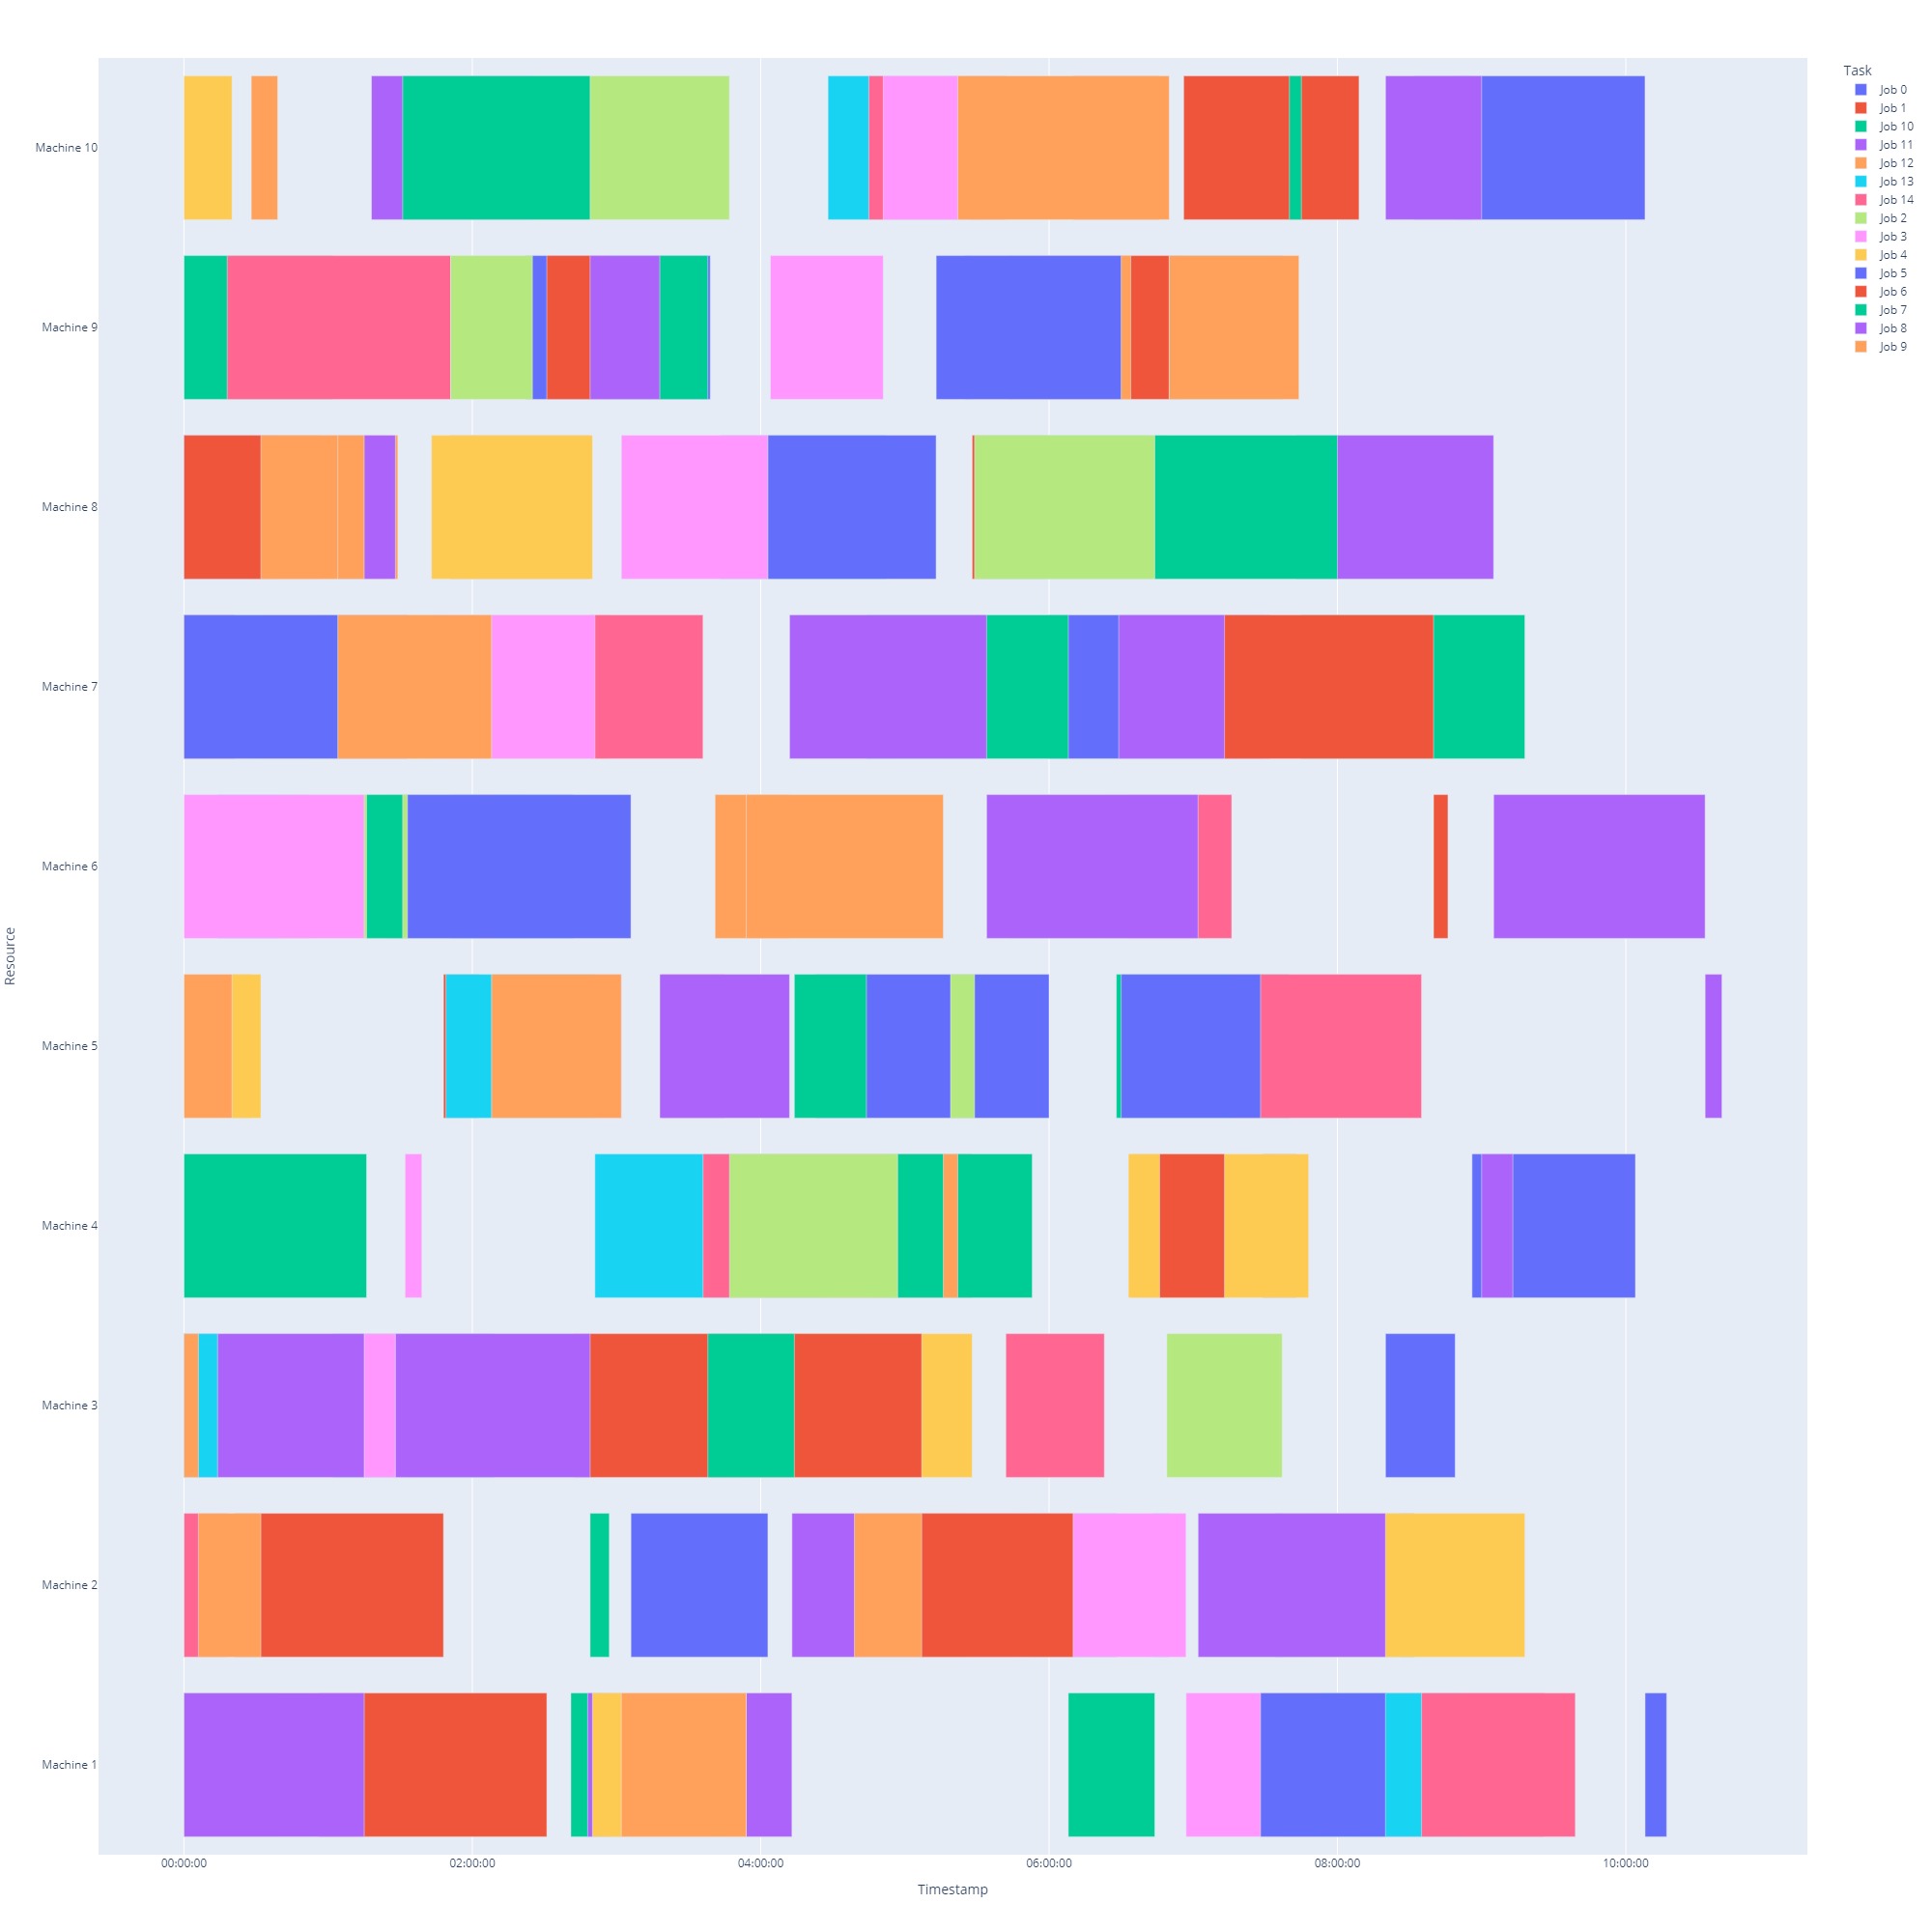 Task
Job 0
Job 1
Job 10
Job 11
Job 12
Job 13
Job 14
Job 2
Job 3
Job 4
Job 5
Job 6
Job 7
Job 8
Job 9
Machine 10
Machine 9
Machine 8
Machine 7
Machine 6
Machine 5
Machine 4
Machine 3
Machine 2
Machine 1
Resource
00:00:00 02:00:00 04:00:00 06:00:00 08:00:00 10:00:00
Timestamp